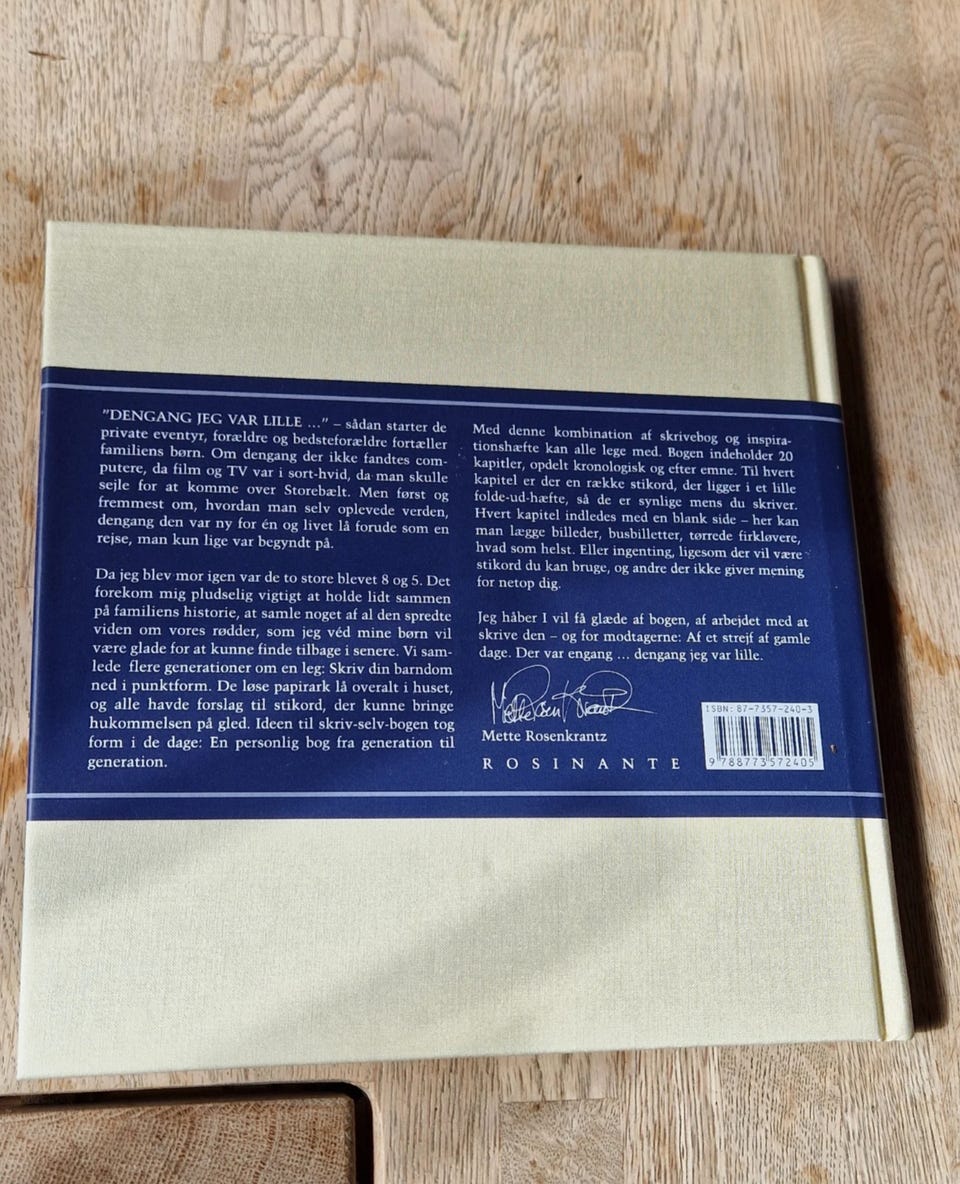 "DENGANG JEG VAR LILLE ..." – sådan starter de
private eventyr, forældre og bedsteforældre fortæller
familiens børn. Om dengang der ikke fandtes com-
putere, da film og TV var i sort-hvid, da man skulle
sejle for at komme over Storebælt. Men først og
fremmest om, hvordan man selv oplevede verden,
dengang den var ny for én og livet lå forude som en
rejse, man kun lige var begyndt på.
Da jeg blev mor igen var de to store blevet 8 og 5. Det
forekom mig pludselig vigtigt at holde lidt sammen
på familiens historie, at samle noget af al den spredte
viden om vores rødder, som jeg véd mine børn vil
være glade for at kunne finde tilbage i senere. Vi sam-
lede flere generationer om en leg: Skriv din barndom
ned i punktform. De løse papirark lå overalt i huset,
og alle havde forslag til stikord, der kunne bringe
hukommelsen på gled. Ideen til skriv-selv-bogen tog
form i de dage: En personlig bog fra generation til
generation.
Med denne kombination af skrivebog og inspira-
tionshæfte kan alle lege med. Bogen indeholder 20
kapitler, opdelt kronologisk og efter emne. Til hvert
kapitel er der en række stikord, der ligger i et lille
folde-ud-hæfte, så de er synlige mens du skriver.
Hvert kapitel indledes med en blank side – her kan
man lægge billeder, busbilletter, tørrede firkløvere,
hvad som helst. Eller ingenting, ligesom der vil være
stikord du kan bruge, og andre der ikke giver mening
for netop dig.
Jeg håber I vil få glæde af bogen, af arbejdet med at
skrive den – og for modtagerne: Af et strejf af gamle
dage. Der var engang ... dengang jeg var lille.
Mette Rosenkrantz
Mette Rosenkrantz
ROSINANTE
ISBN: 87-7357-240-3
9 788773 572405